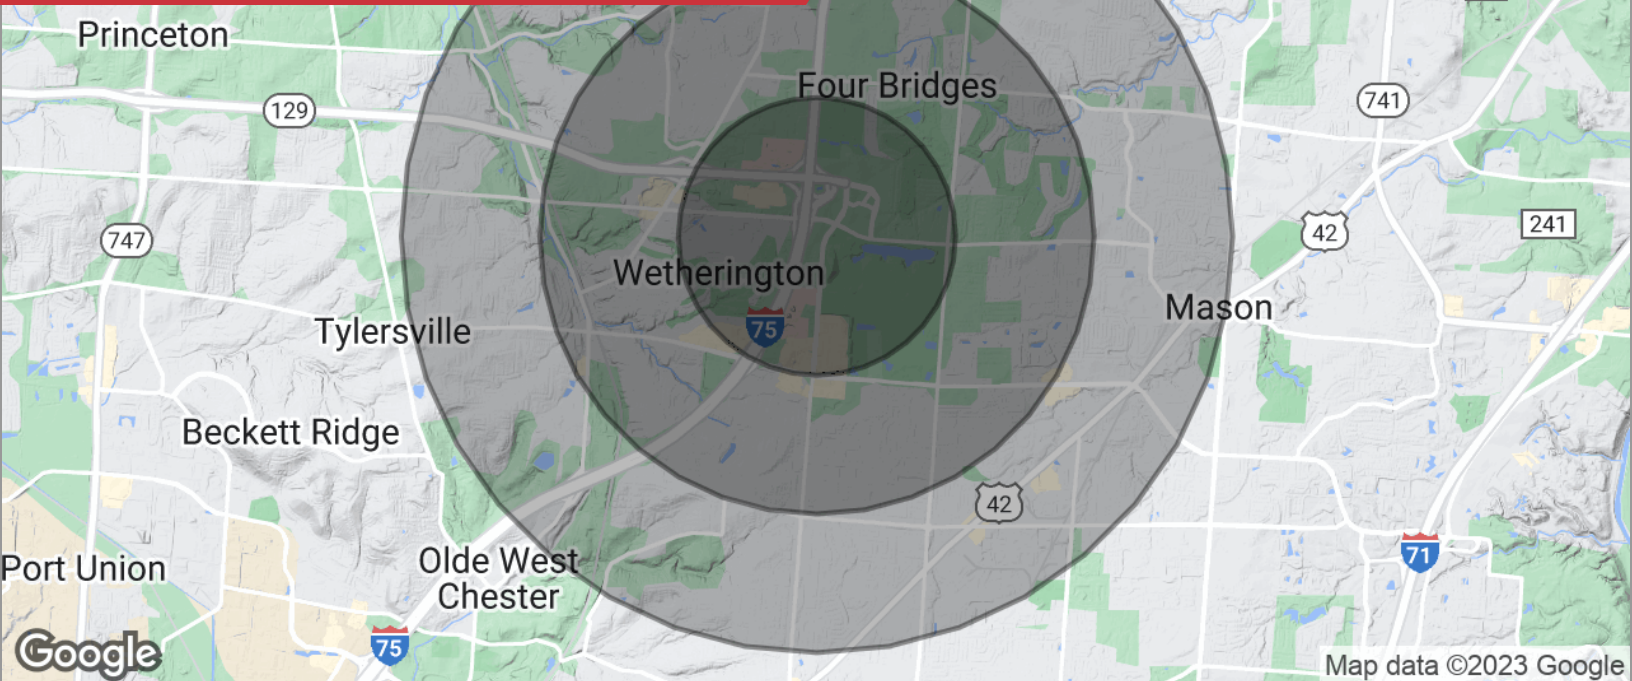 Princeton
Four Bridges
129
741
747
42
241
Wetherington
Mason
75
Tylersville
Beckett Ridge
42
71
Port Union
Olde West
Chester
75
Google
Map data ©2023 Google